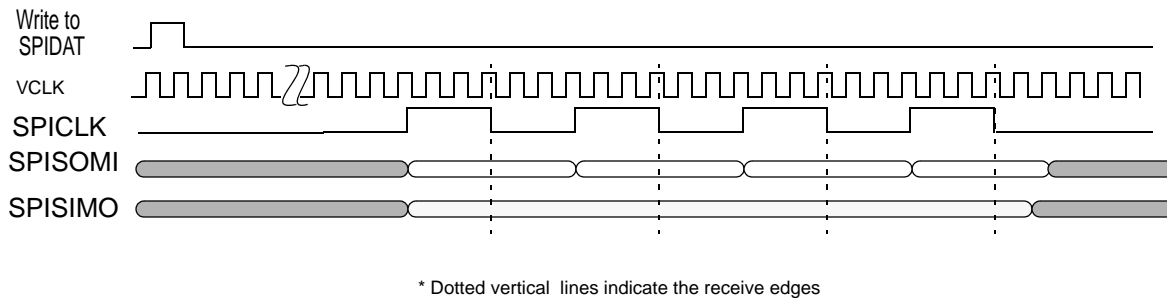 Write to
SPIDAT
VCLK
SPICLK
SPISOMI
SPISIMO
* Dotted vertical lines indicate the receive edges